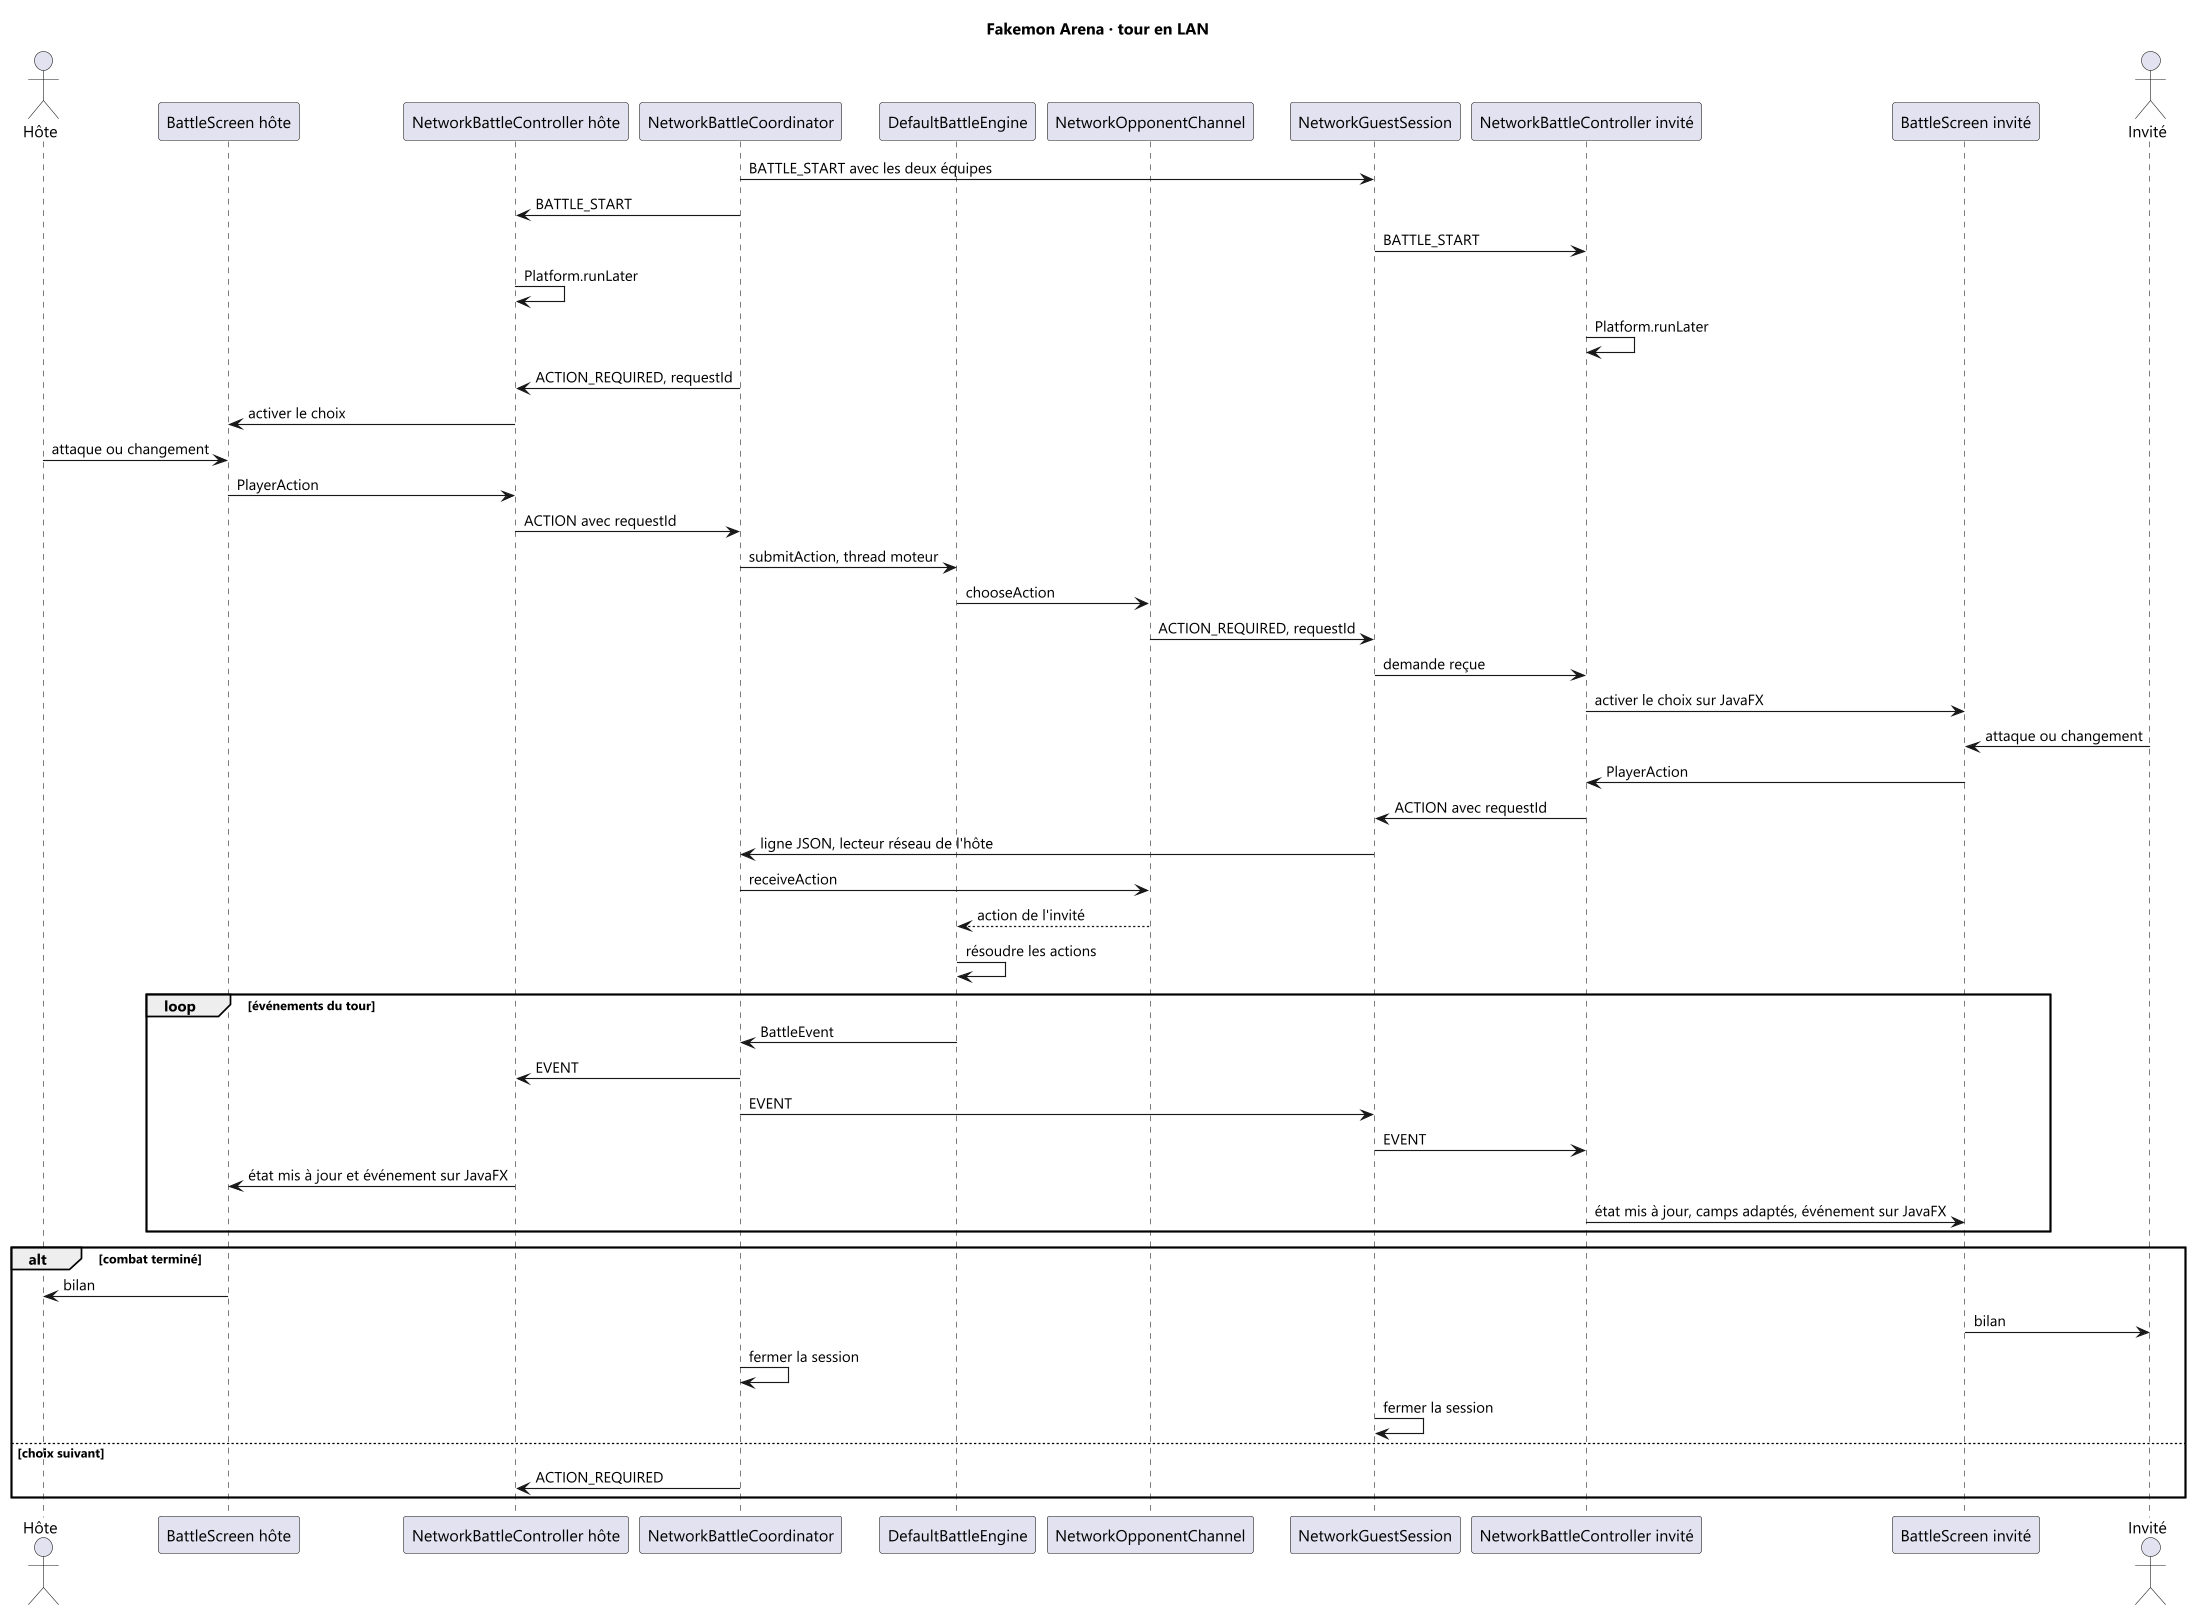 Fakemon Arena · tour en LAN
Hôte
BattleScreen hôte
NetworkBattleController hôte
NetworkBattleCoordinator
DefaultBattleEngine
NetworkOpponentChannel
NetworkGuestSession
NetworkBattleController invité
BattleScreen invité
Invité
BATTLE_START avec les deux équipes
BATTLE_START
BATTLE_START
Platform.runLater
Platform.runLater
ACTION_REQUIRED, requestId
activer le choix
attaque ou changement
PlayerAction
ACTION avec requestId
submitAction, thread moteur
chooseAction
ACTION_REQUIRED, requestId
demande reçue
activer le choix sur JavaFX
attaque ou changement
PlayerAction
ACTION avec requestId
ligne JSON, lecteur réseau de l'hôte
receiveAction
action de l'invité
résoudre les actions
loop [événements du tour]
BattleEvent
EVENT
EVENT
EVENT
état mis à jour et événement sur JavaFX
état mis à jour, camps adaptés, événement sur JavaFX
alt [combat terminé]
bilan
bilan
fermer la session
fermer la session
[choix suivant]
ACTION_REQUIRED
Hôte
BattleScreen hôte
NetworkBattleController hôte
NetworkBattleCoordinator
DefaultBattleEngine
NetworkOpponentChannel
NetworkGuestSession
NetworkBattleController invité
BattleScreen invité
Invité